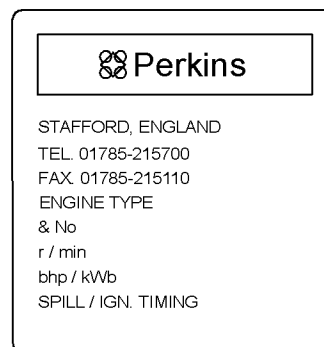 Perkins
STAFFORD, ENGLAND
TEL. 01785-215700
FAX. 01785-215110
ENGINE TYPE
& No
r / min
bhp / kWb
SPILL / IGN. TIMING